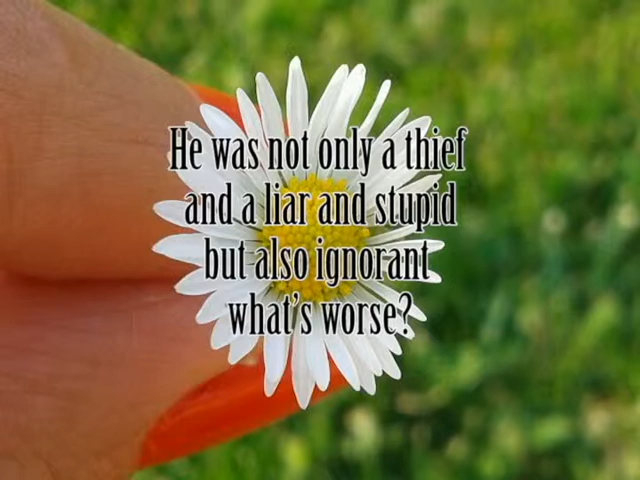 He was not only a thief
and a liar and stupid
but also ignorant
what's worse?